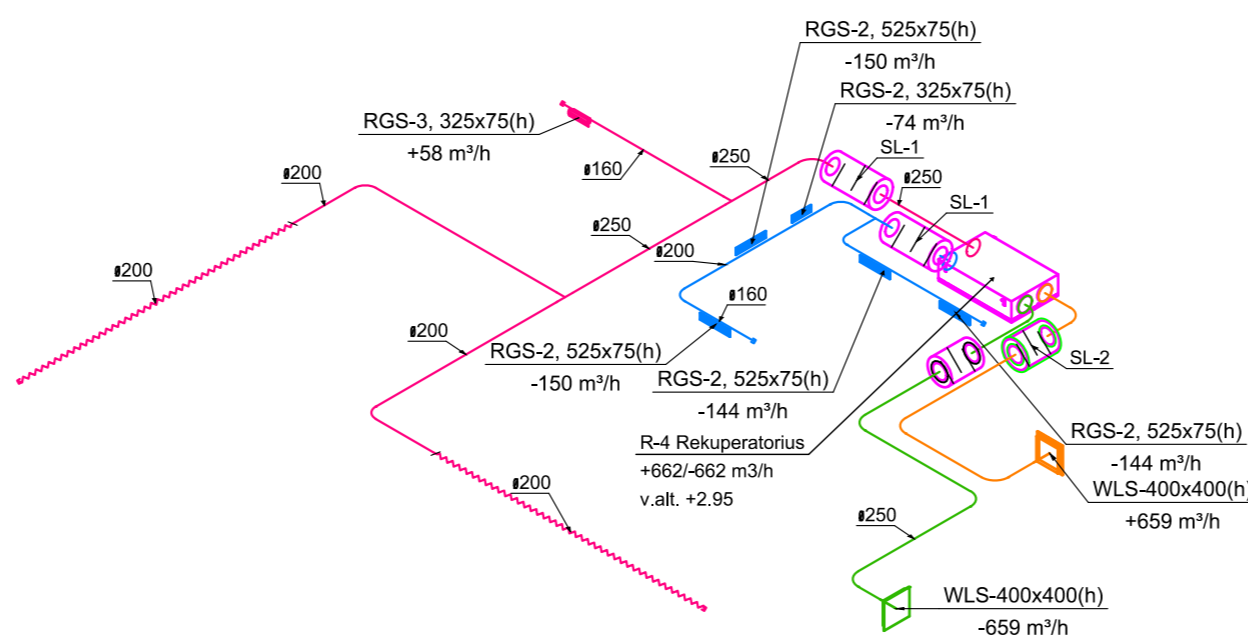 RGS-2, 525x75(h)
-150 m³/h
RGS-2, 325x75(h)
-74 m³/h
RGS-3, 325x75(h)
+58 m³/h
SL-1
ø250
ø160
ø200
ø250
SL-1
ø250
ø200
ø200
ø160
ø200
RGS-2, 525x75(h)
-150 m³/h
RGS-2, 525x75(h)
-144 m³/h
SL-2
R-4 Rekuperatorius
+662/-662 m3/h
v.alt. +2.95
RGS-2, 525x75(h)
-144 m³/h
WLS-400x400(h)
+659 m³/h
ø200
ø250
WLS-400x400(h)
-659 m³/h